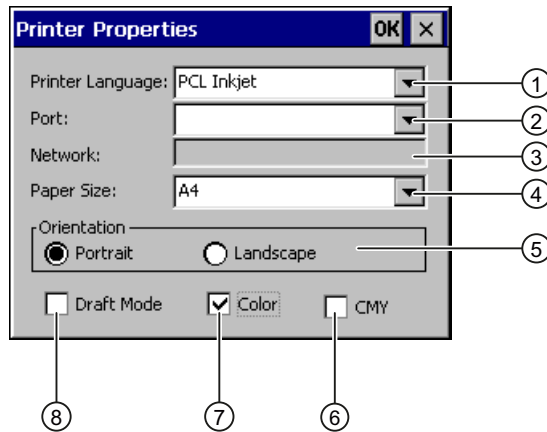 Printer Properties OK ×
Printer Language: PCL Inkjet 1
Port: 2
Network: 3
Paper Size: A4 4
Orientation
Portrait Landscape 5
Draft Mode Color CMY
8 7 6